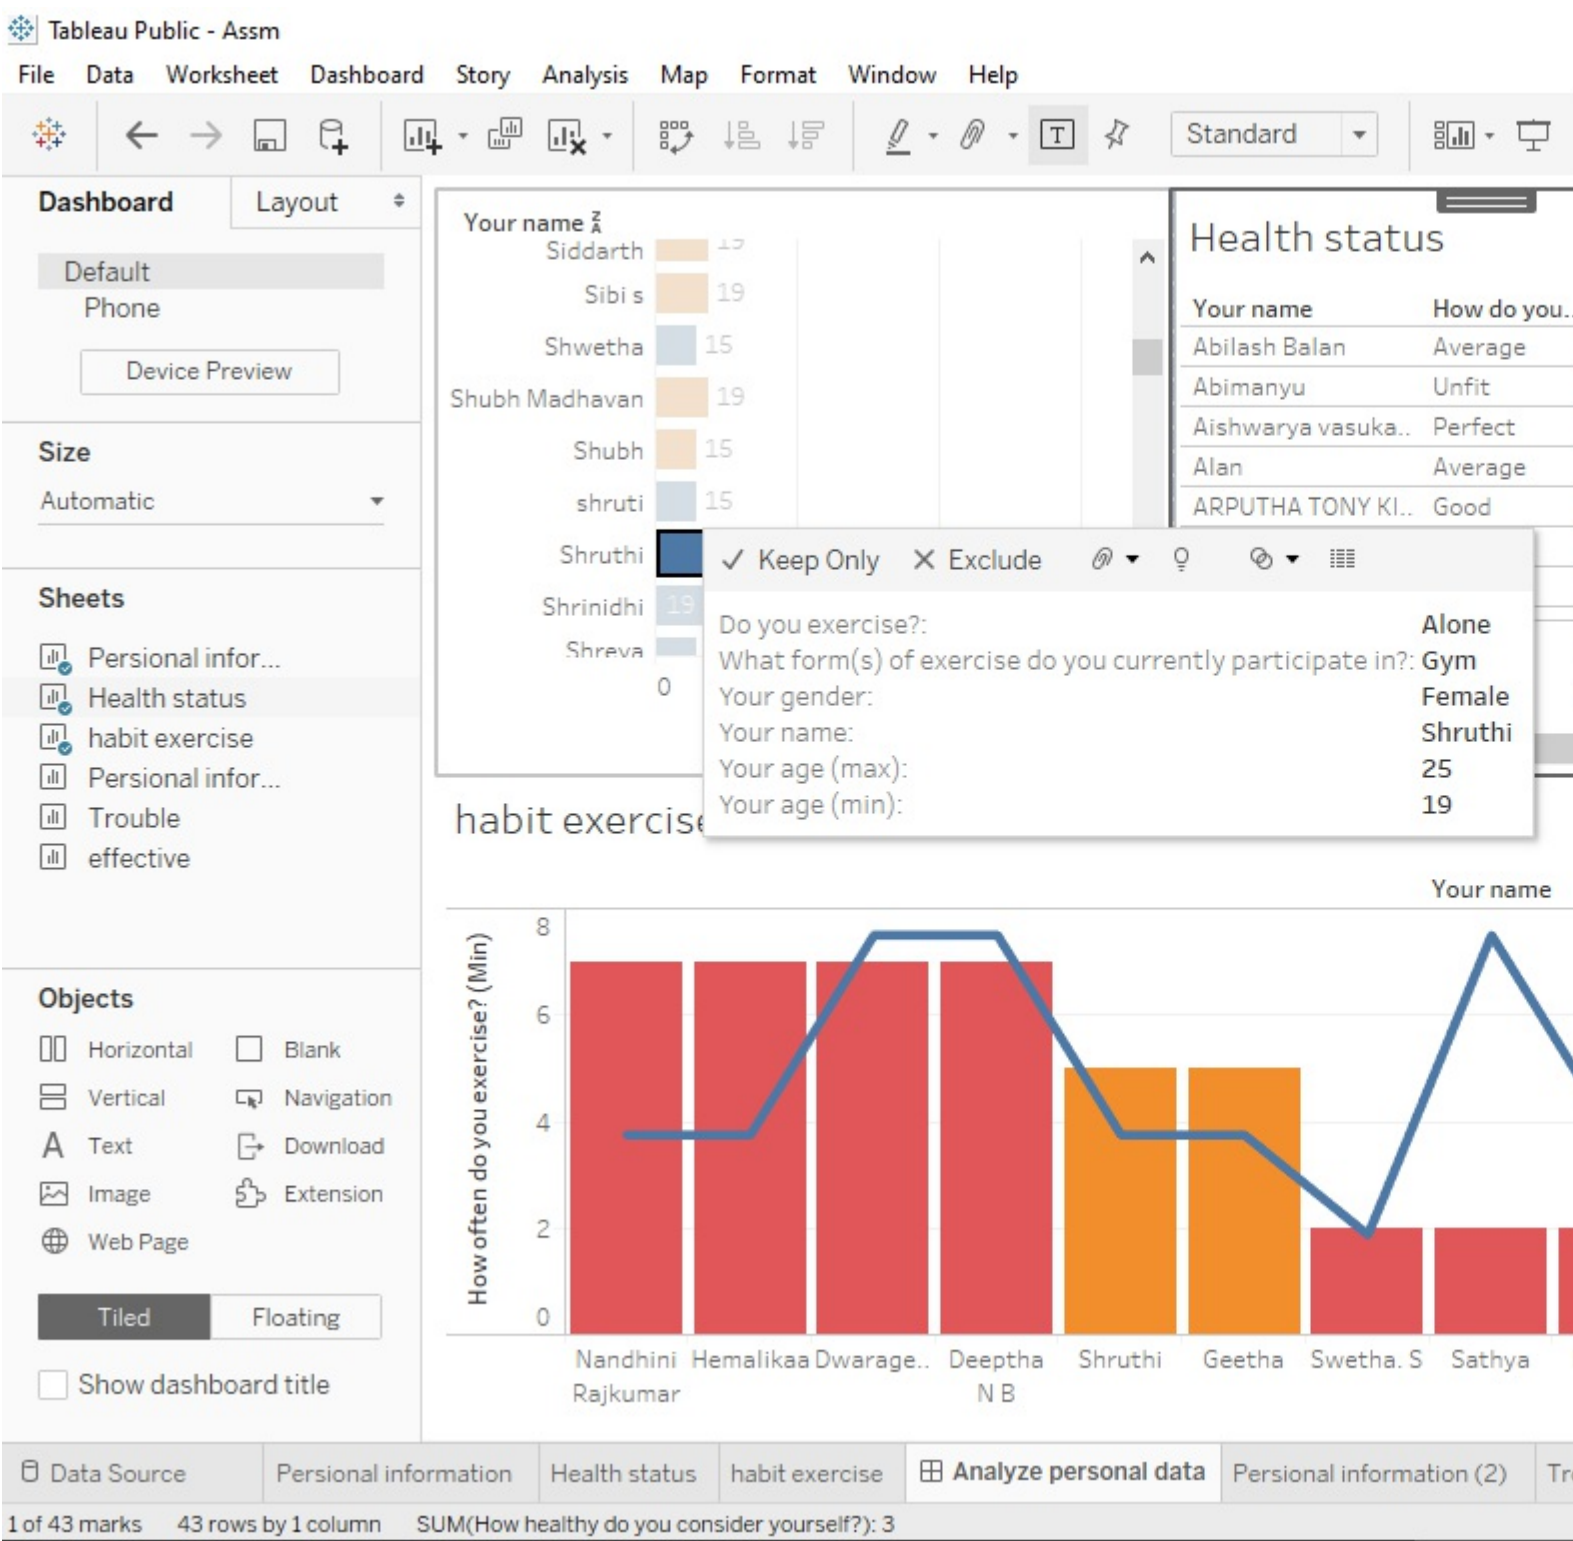 Tableau Public - Assm
File Data Worksheet Dashboard Story Analysis Map Format Window Help
Standard
Dashboard Layout
Default
Phone
Device Preview
Size
Automatic
Sheets
Persional infor...
Health status
habit exercise
Persional infor...
Trouble
effective
Objects
Horizontal Blank
Vertical Navigation
Text Download
Image Extension
Web Page
Tiled Floating
Show dashboard title
Your name
Siddarth 19
Sibi s 19
Shwetha 15
Shubh Madhavan 19
Shubh 15
shruti 15
Shruthi
Shrinidhi 19
Shreya
0
Health status
Your name How do you..
Abilash Balan Average
Abimanyu Unfit
Aishwarya vasuka.. Perfect
Alan Average
ARPUTHA TONY KI.. Good
Keep Only Exclude
Do you exercise?: Alone
What form(s) of exercise do you currently participate in?: Gym
Your gender: Female
Your name: Shruthi
Your age (max): 25
Your age (min): 19
habit exercise
Your name
How often do you exercise? (Min)
8
6
4
2
0
Nandhini Rajkumar
Hemalikaa
Dwarage..
Deeptha N B
Shruthi
Geetha
Swetha. S
Sathya
Data Source Persional information Health status habit exercise Analyze personal data Persional information (2)
1 of 43 marks 43 rows by 1 column SUM(How healthy do you consider yourself?): 3